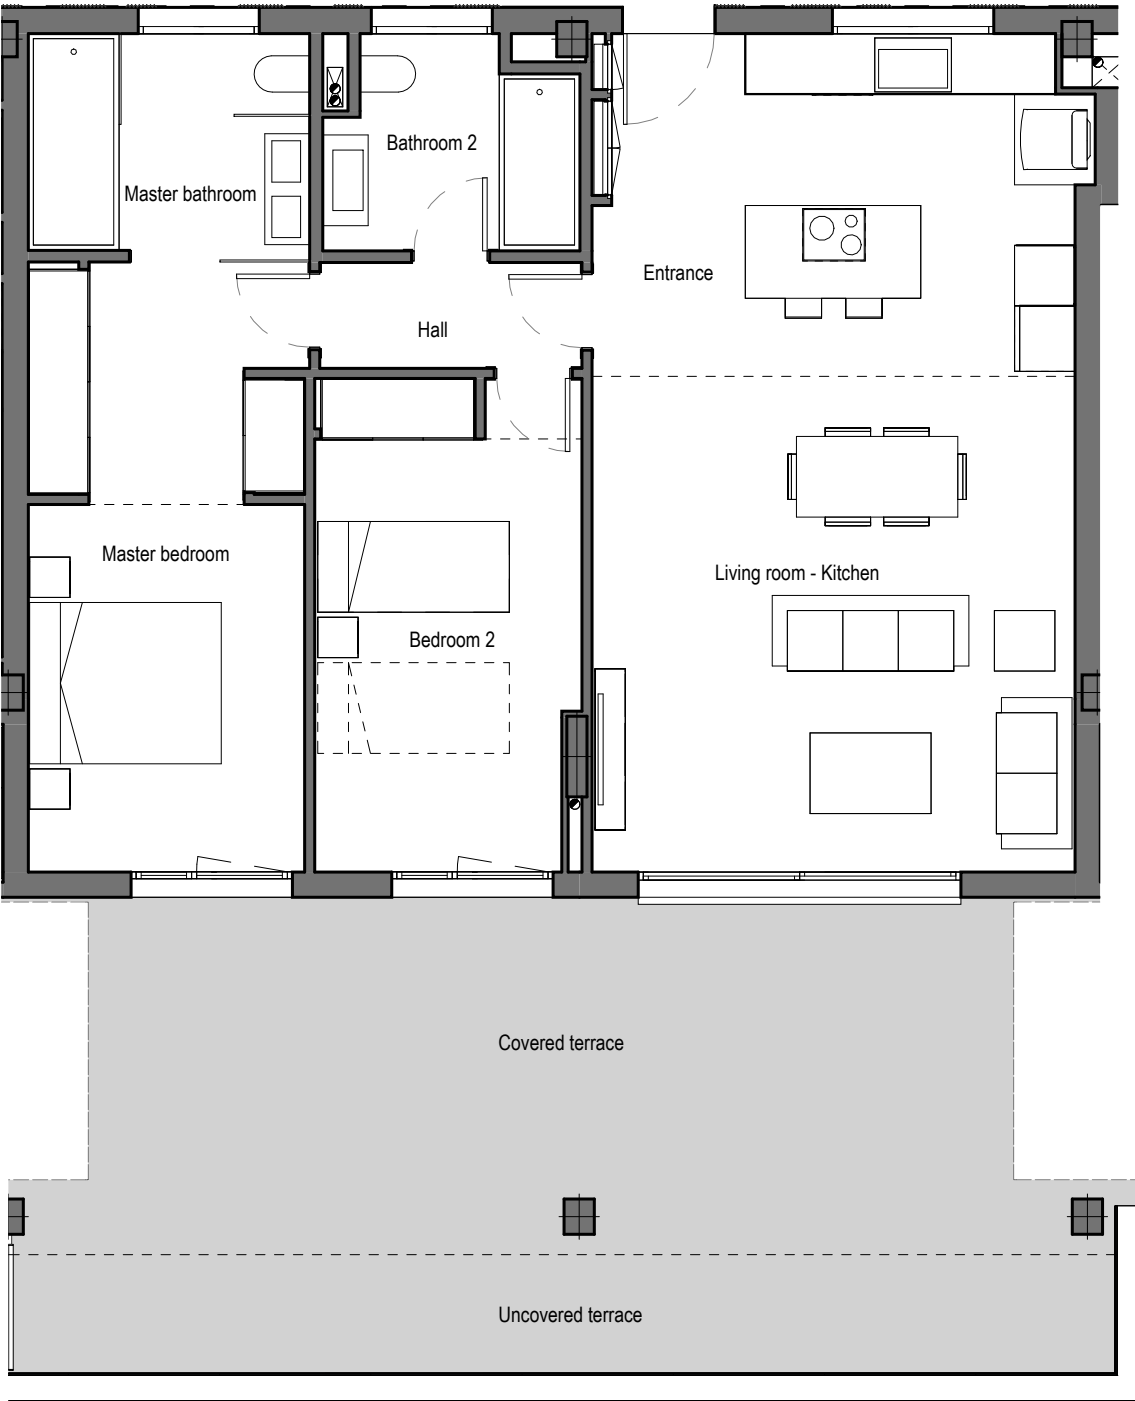 Bathroom 2
Master bathroom
Entrance
Hall
Master bedroom
Living room - Kitchen
Bedroom 2
Covered terrace
Uncovered terrace